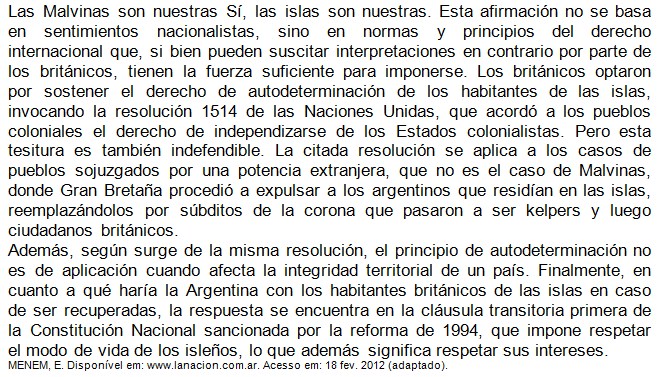 Las Malvinas son nuestras Sí, las islas son nuestras. Esta afirmación no se basa
en sentimientos nacionalistas, sino en normas y principios del derecho
internacional que, si bien pueden suscitar interpretaciones en contrario por parte de
los británicos, tienen la fuerza suficiente para imponerse. Los británicos optaron
por sostener el derecho de autodeterminación de los habitantes de las islas,
invocando la resolución 1514 de las Naciones Unidas, que acordó a los pueblos
coloniales el derecho de independizarse de los Estados colonialistas. Pero esta
tesitura es también indefendible. La citada resolución se aplica a los casos de
pueblos sojuzgados por una potencia extranjera, que no es el caso de Malvinas,
donde Gran Bretaña procedió a expulsar a los argentinos que residían en las islas,
reemplazándolos por súbditos de la corona que pasaron a ser kelpers y luego
ciudadanos británicos.
Además, según surge de la misma resolución, el principio de autodeterminación no
es de aplicación cuando afecta la integridad territorial de un país. Finalmente, en
cuanto a qué haría la Argentina con los habitantes británicos de las islas en caso
de ser recuperadas, la respuesta se encuentra en la cláusula transitoria primera de
la Constitución Nacional sancionada por la reforma de 1994, que impone respetar
el modo de vida de los isleños, lo que además significa respetar sus intereses.
MENEM, E. Disponível em: www.lanacion.com.ar. Acesso em: 18 fev. 2012 (adaptado).